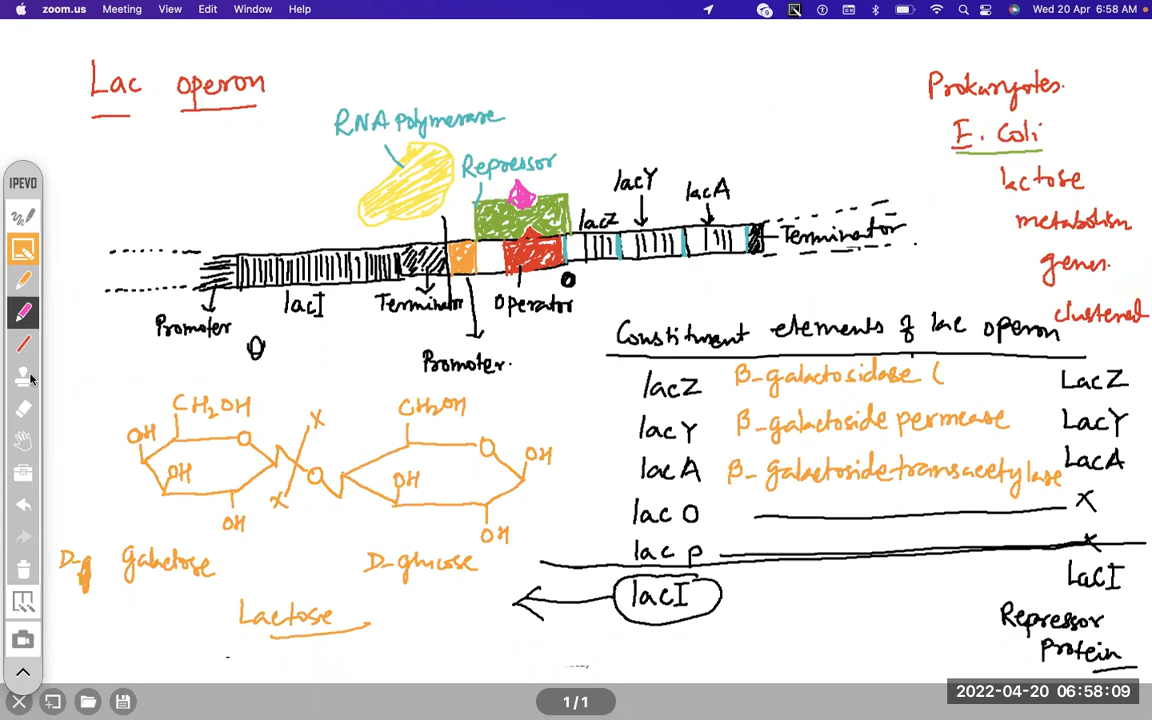 zoom.us Meeting View Edit Window Help
Wed 20 Apr 6:58 AM
Lac operon
Prokaryotes.
E. Coli
lactose
metabolism
genes.
clustered
RNA polymerase
Repressor
lacZ
lacY
lacA
Terminator
IPEVO
Promoter
lacI
Terminator
Operator
Promoter.
Constituent elements of lac operon
lacZ β-galactosidase ( LacZ
lacY β-galactoside permease LacY
lacA β-galactoside transacetylase LacA
lac O X
lac p X
lacI LacI
Repressor
Protein
CH₂OH
CH₂OH
OH
X
O
O
OH
OH
O
OH
X
OH
OH
D-g galactose
D-glucose
Lactose
1/1
2022-04-20 06:58:09